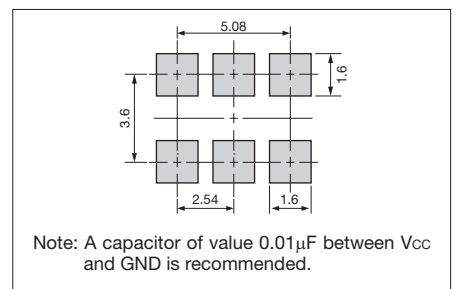 5.08
1.6
3.6
2.54
1.6
Note: A capacitor of value 0.01μF between Vcc
and GND is recommended.